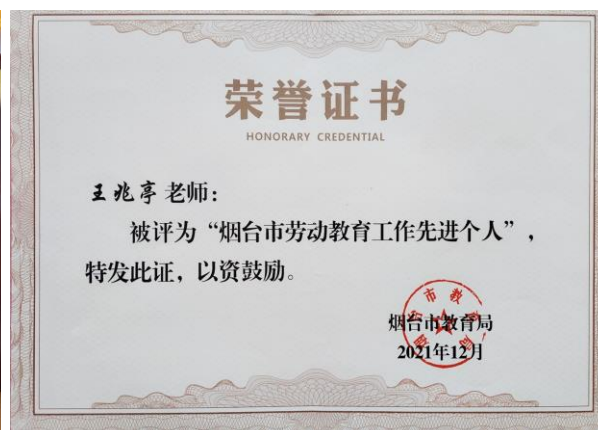 荣誉证书
HONORARY CREDENTIAL
王兆亭 老师：
被评为“烟台市劳动教育工作先进个人”，
特发此证，以资鼓励。
烟台市教育局
2021年12月